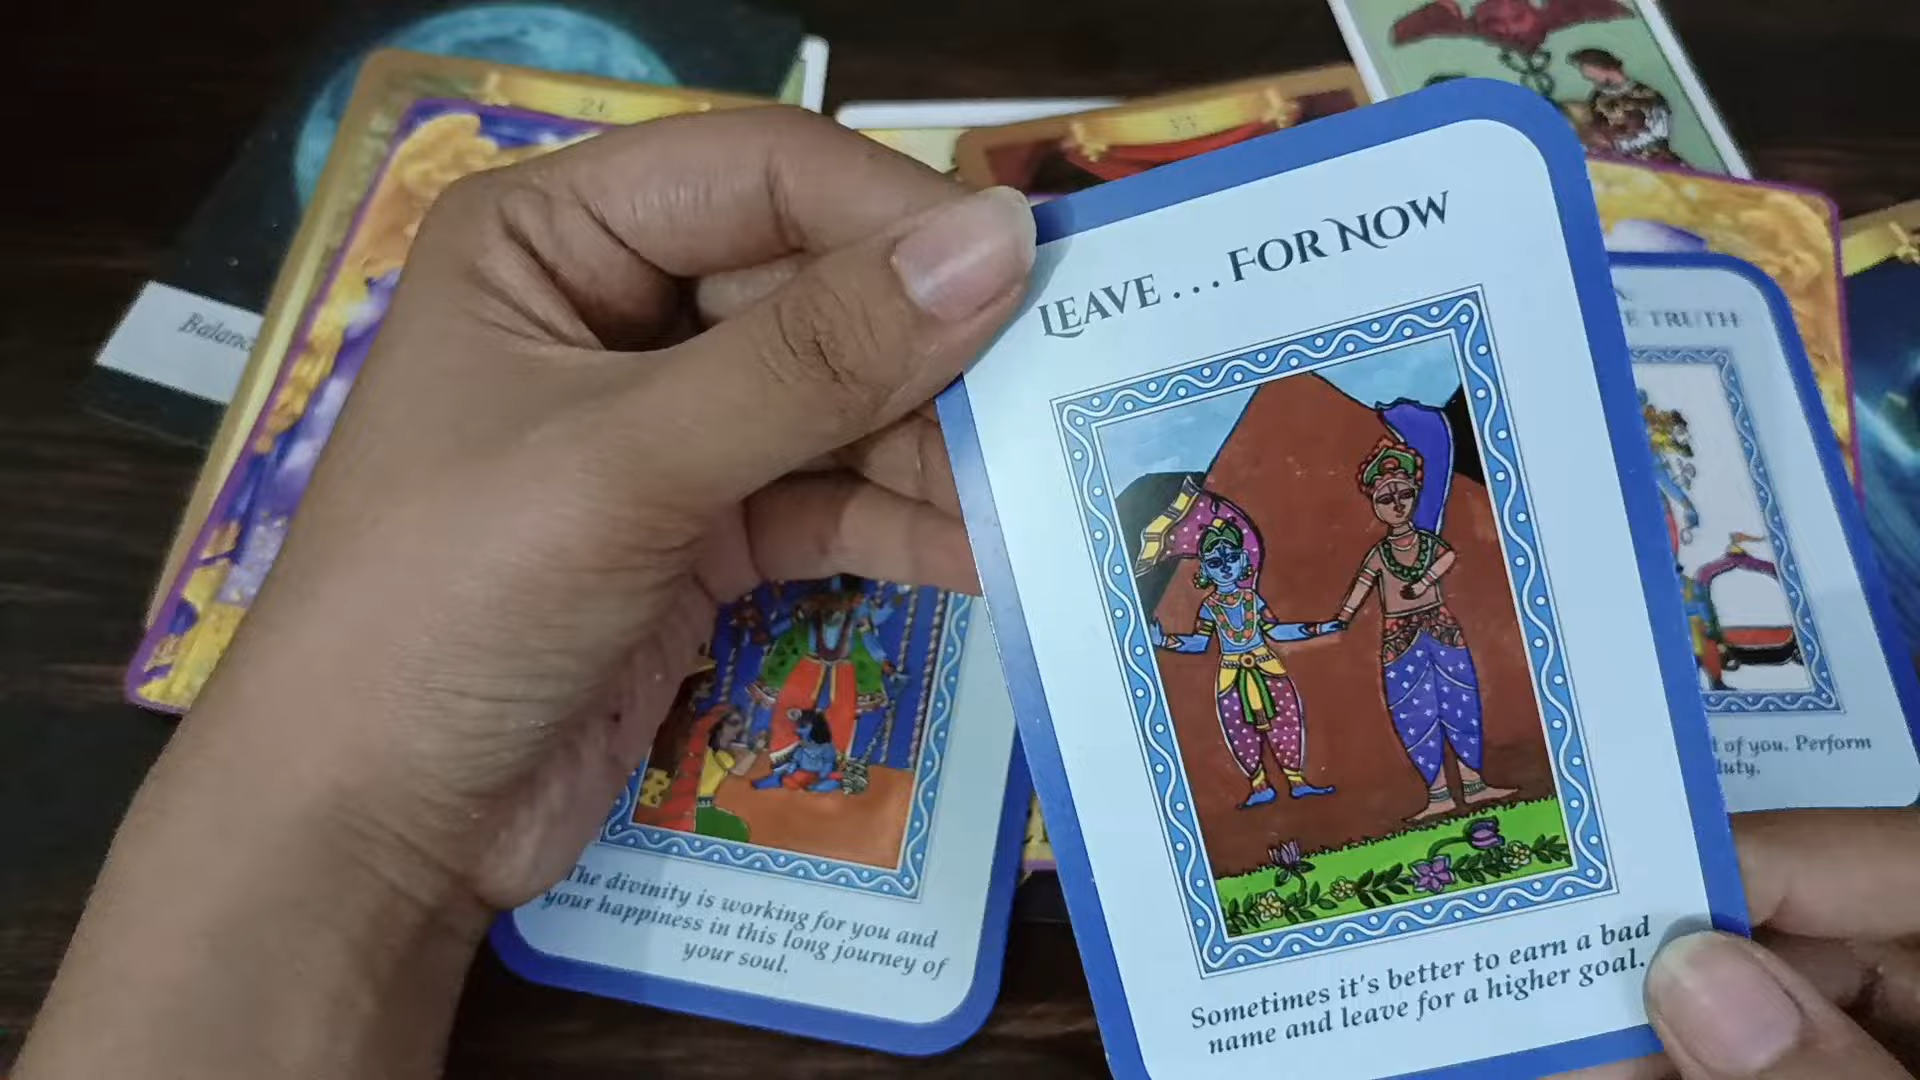 21
LEAVE... FOR NOW
E TRUTH
Balanc
The divinity is working for you and
your happiness in this long journey of
your soul.
Sometimes it's better to earn a bad
name and leave for a higher goal.
of you. Perform
duty.